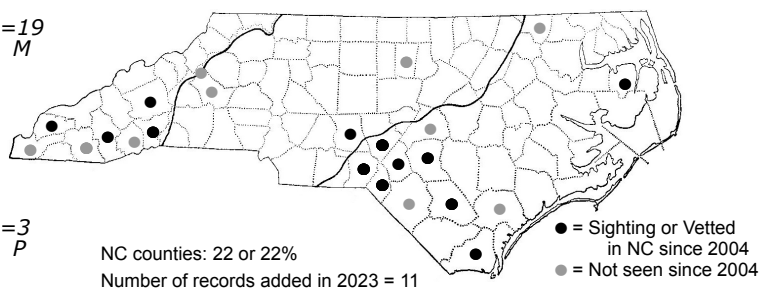 =19
M
=3
P
NC counties: 22 or 22%
Number of records added in 2023 = 11
= Sighting or Vetted
in NC since 2004
= Not seen since 2004